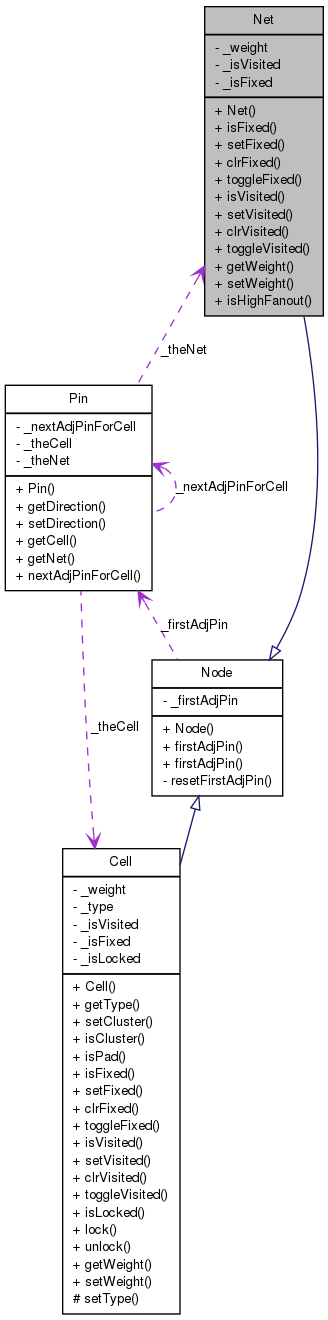 Net
- _weight
- _isVisited
- _isFixed
+ Net()
+ isFixed()
+ setFixed()
+ clrFixed()
+ toggleFixed()
+ isVisited()
+ setVisited()
+ clrVisited()
+ toggleVisited()
+ getWeight()
+ setWeight()
+ isHighFanout()
_theNet
Pin
- _nextAdjPinForCell
- _theCell
- _theNet
+ Pin()
+ getDirection()
+ setDirection()
+ getCell()
+ getNet()
+ nextAdjPinForCell()
_nextAdjPinForCell
_firstAdjPin
Node
- _firstAdjPin
+ Node()
+ firstAdjPin()
+ firstAdjPin()
- resetFirstAdjPin()
_theCell
Cell
- _weight
- _type
- _isVisited
- _isFixed
- _isLocked
+ Cell()
+ getType()
+ setCluster()
+ isCluster()
+ isPad()
+ isFixed()
+ setFixed()
+ clrFixed()
+ toggleFixed()
+ isVisited()
+ setVisited()
+ clrVisited()
+ toggleVisited()
+ isLocked()
+ lock()
+ unlock()
+ getWeight()
+ setWeight()
# setType()